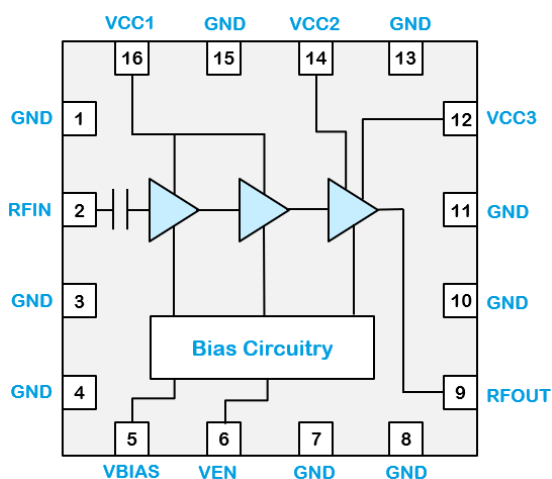 VCC1 GND VCC2 GND
16 15 14 13
GND 1 12 VCC3
RFIN 2 11 GND
GND 3 10 GND
Bias Circuitry
GND 4 9 RFOUT
5 6 7 8
VBIAS VEN GND GND